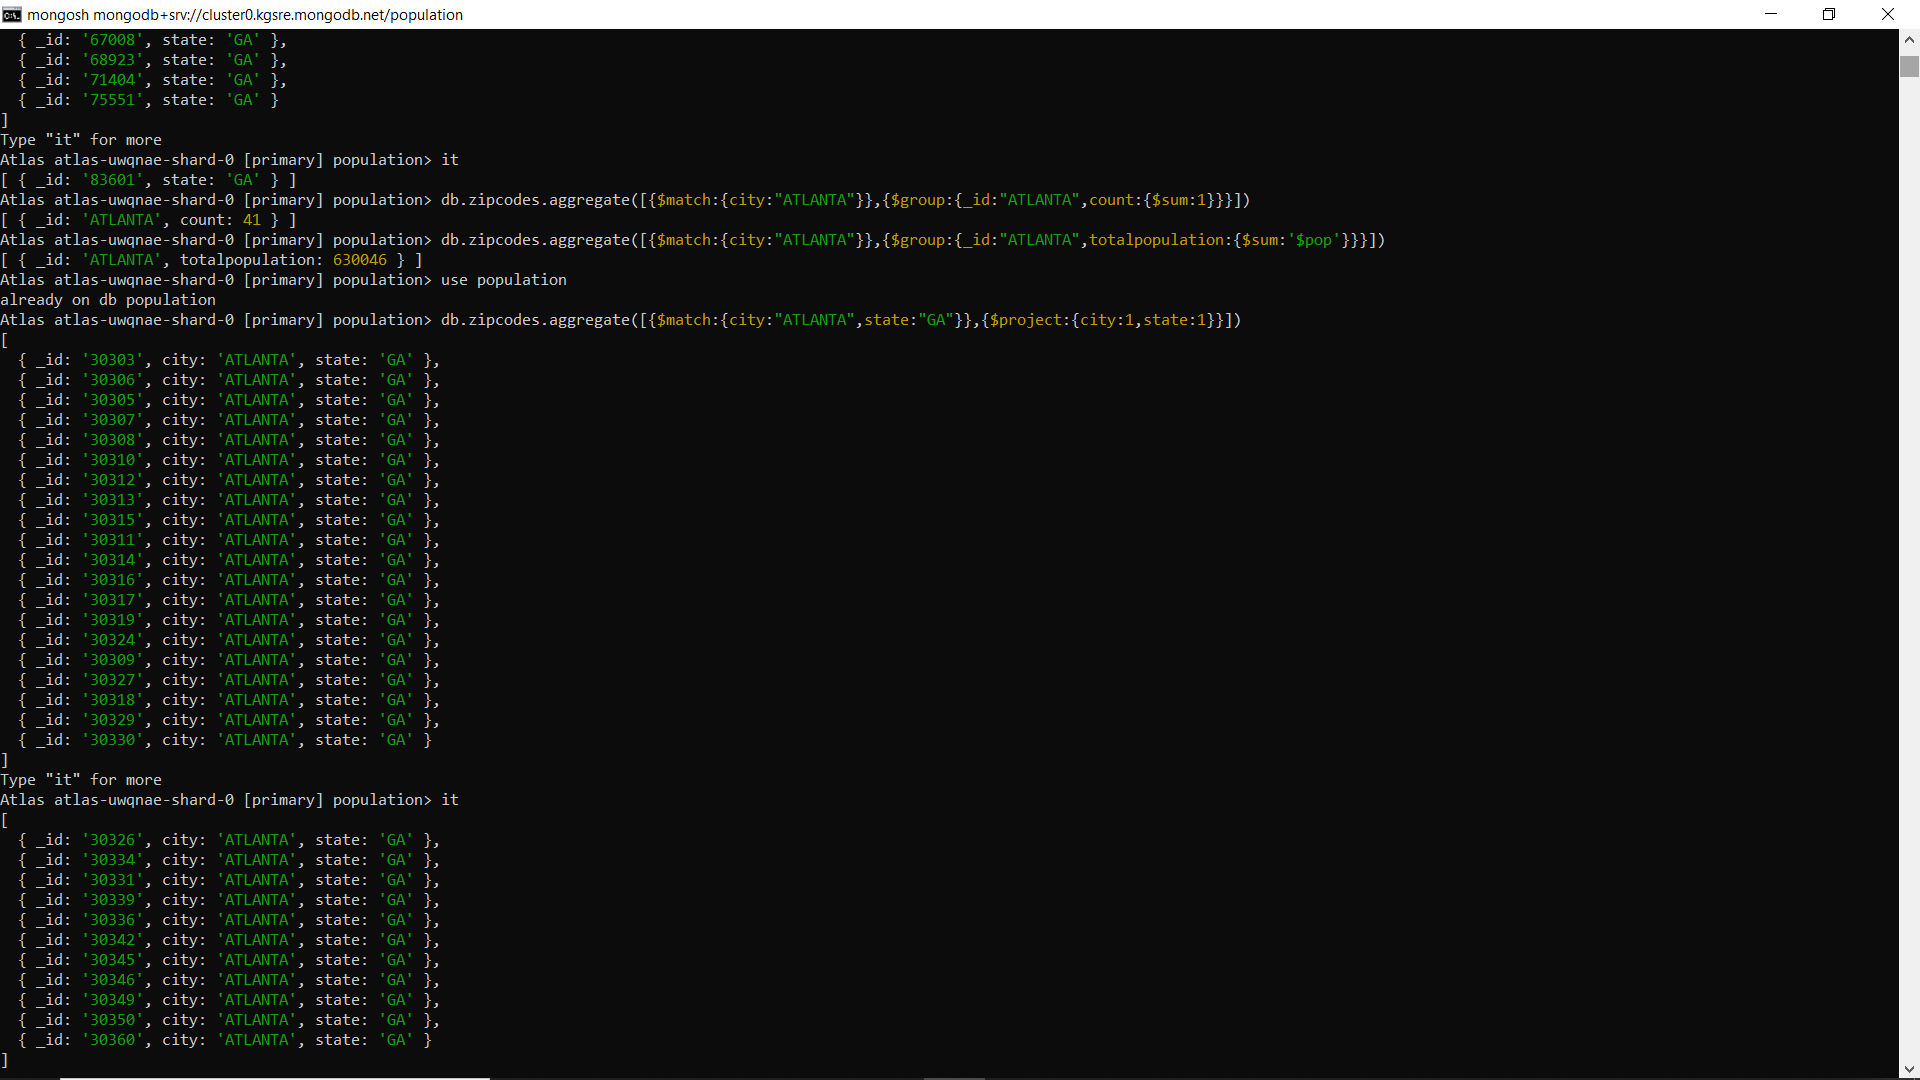 mongosh mongodb+srv://cluster0.kgsre.mongodb.net/population
  { _id: '67008', state: 'GA' },
  { _id: '68923', state: 'GA' },
  { _id: '71404', state: 'GA' },
  { _id: '75551', state: 'GA' }
]
Type "it" for more
Atlas atlas-uwqnae-shard-0 [primary] population> it
[ { _id: '83601', state: 'GA' } ]
Atlas atlas-uwqnae-shard-0 [primary] population> db.zipcodes.aggregate([{$match:{city:"ATLANTA"}},{$group:{_id:"ATLANTA",count:{$sum:1}}}])
[ { _id: 'ATLANTA', count: 41 } ]
Atlas atlas-uwqnae-shard-0 [primary] population> db.zipcodes.aggregate([{$match:{city:"ATLANTA"}},{$group:{_id:"ATLANTA",totalpopulation:{$sum:'$pop'}}}])
[ { _id: 'ATLANTA', totalpopulation: 630046 } ]
Atlas atlas-uwqnae-shard-0 [primary] population> use population
already on db population
Atlas atlas-uwqnae-shard-0 [primary] population> db.zipcodes.aggregate([{$match:{city:"ATLANTA",state:"GA"}},{$project:{city:1,state:1}}])
[
  { _id: '30303', city: 'ATLANTA', state: 'GA' },
  { _id: '30306', city: 'ATLANTA', state: 'GA' },
  { _id: '30305', city: 'ATLANTA', state: 'GA' },
  { _id: '30307', city: 'ATLANTA', state: 'GA' },
  { _id: '30308', city: 'ATLANTA', state: 'GA' },
  { _id: '30310', city: 'ATLANTA', state: 'GA' },
  { _id: '30312', city: 'ATLANTA', state: 'GA' },
  { _id: '30313', city: 'ATLANTA', state: 'GA' },
  { _id: '30315', city: 'ATLANTA', state: 'GA' },
  { _id: '30311', city: 'ATLANTA', state: 'GA' },
  { _id: '30314', city: 'ATLANTA', state: 'GA' },
  { _id: '30316', city: 'ATLANTA', state: 'GA' },
  { _id: '30317', city: 'ATLANTA', state: 'GA' },
  { _id: '30319', city: 'ATLANTA', state: 'GA' },
  { _id: '30324', city: 'ATLANTA', state: 'GA' },
  { _id: '30309', city: 'ATLANTA', state: 'GA' },
  { _id: '30327', city: 'ATLANTA', state: 'GA' },
  { _id: '30318', city: 'ATLANTA', state: 'GA' },
  { _id: '30329', city: 'ATLANTA', state: 'GA' },
  { _id: '30330', city: 'ATLANTA', state: 'GA' }
]
Type "it" for more
Atlas atlas-uwqnae-shard-0 [primary] population> it
[
  { _id: '30326', city: 'ATLANTA', state: 'GA' },
  { _id: '30334', city: 'ATLANTA', state: 'GA' },
  { _id: '30331', city: 'ATLANTA', state: 'GA' },
  { _id: '30339', city: 'ATLANTA', state: 'GA' },
  { _id: '30336', city: 'ATLANTA', state: 'GA' },
  { _id: '30342', city: 'ATLANTA', state: 'GA' },
  { _id: '30345', city: 'ATLANTA', state: 'GA' },
  { _id: '30346', city: 'ATLANTA', state: 'GA' },
  { _id: '30349', city: 'ATLANTA', state: 'GA' },
  { _id: '30350', city: 'ATLANTA', state: 'GA' },
  { _id: '30360', city: 'ATLANTA', state: 'GA' }
]